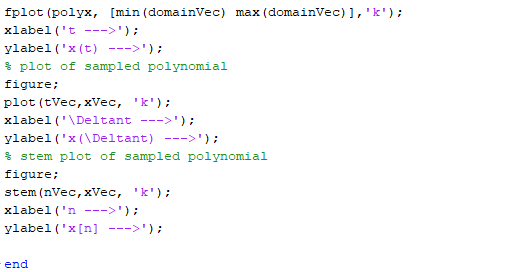 fplot(polyx, [min(domainVec) max(domainVec)],'k');
xlabel('t --->');
ylabel('x(t) --->');
% plot of sampled polynomial
figure;
plot(tVec,xVec, 'k');
xlabel('\Deltant --->');
ylabel('x(\Deltant) --->');
% stem plot of sampled polynomial
figure;
stem(nVec,xVec, 'k');
xlabel('n --->');
ylabel('x[n] --->');
end